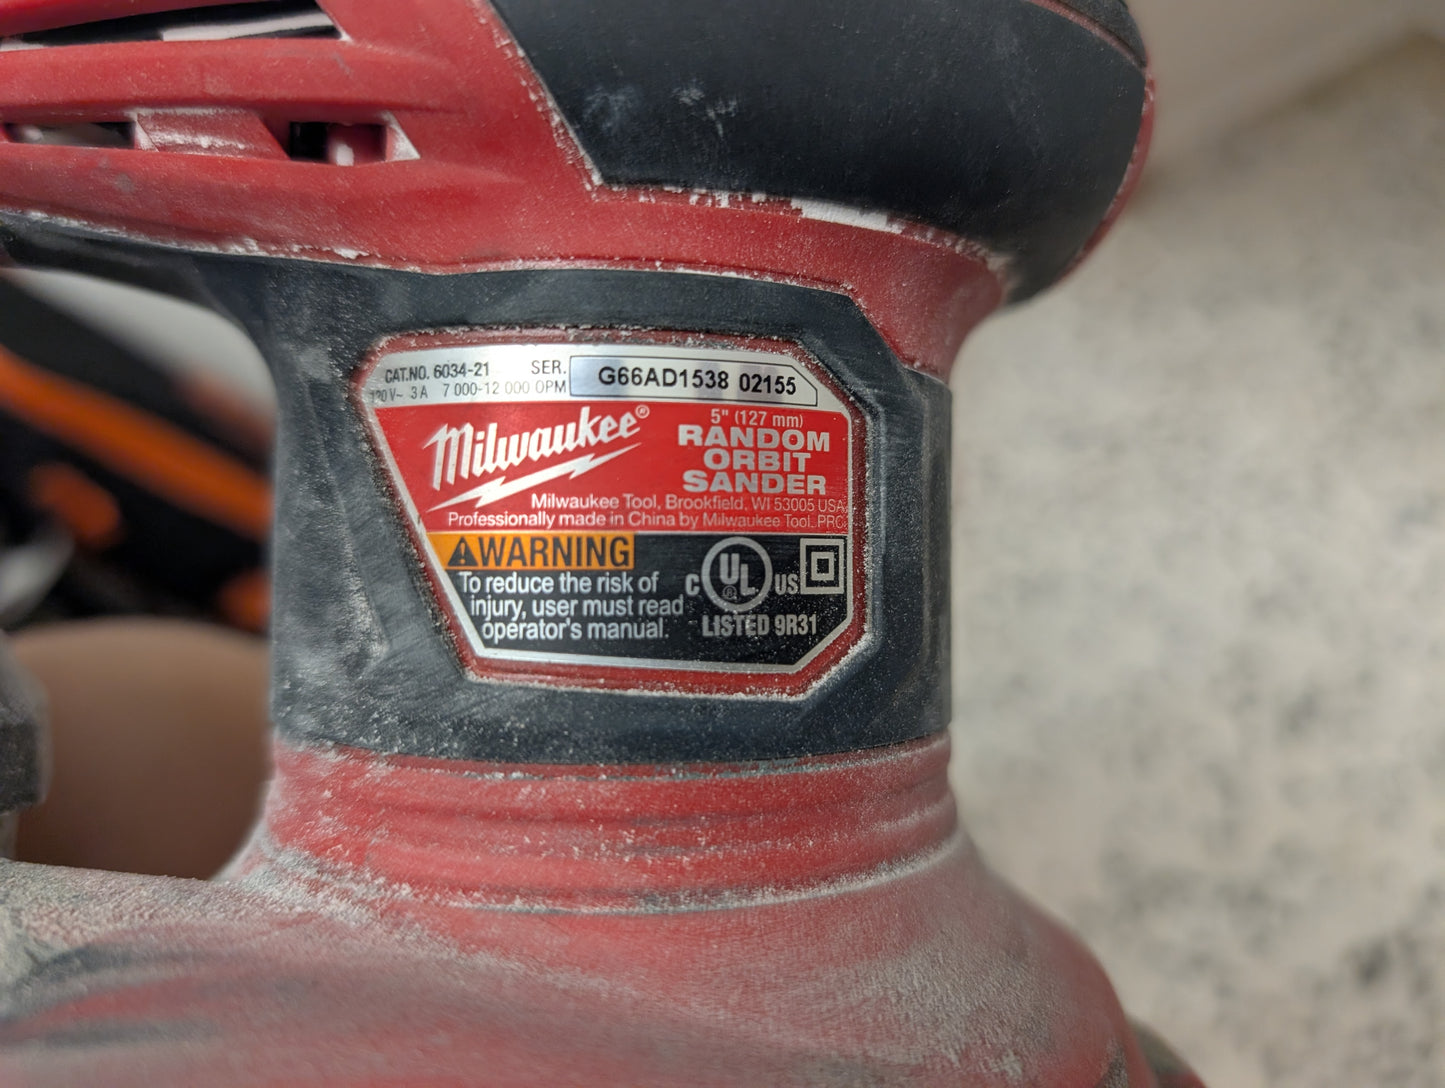 CAT.NO. 6034-21 SER. G66AD1538 02155
120V~ 3A 7 000-12 000 OPM
Milwaukee®
5" (127 mm)
RANDOM
ORBIT
SANDER
Milwaukee Tool, Brookfield, WI 53005 USA
Professionally made in China by Milwaukee Tool. PRC
WARNING
To reduce the risk of
injury, user must read
operator's manual.
C UL® US
LISTED 9R31